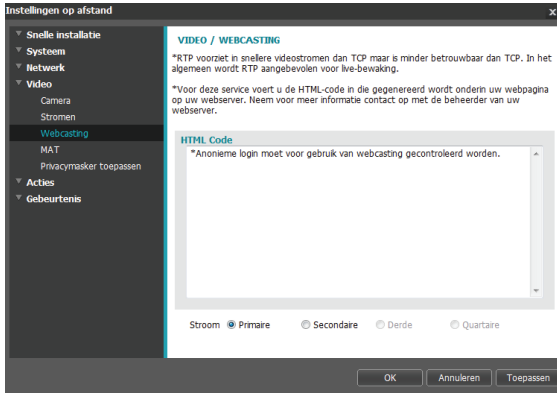 Instellingen op afstand
x
Snelle installatie
Systeem
Netwerk
Video
Camera
Stromen
Webcasting
MAT
Privacymasker toepassen
Acties
Gebeurtenis
VIDEO / WEBCASTING
*RTP voorziet in snellere videostromen dan TCP maar is minder betrouwbaar dan TCP. In het
algemeen wordt RTP aangebevolen for live-bewaking.
*Voor deze service voert u de HTML-code in die gegenereerd wordt onderin uw webpagina
op uw webserver. Neem voor meer informatie contact op met de beheerder van uw
webserver.
HTML Code
*Anonieme login moet voor gebruik van webcasting gecontroleerd worden.
Stroom Primaire Secondaire Derde Quartaire
OK Annuleren Toepassen